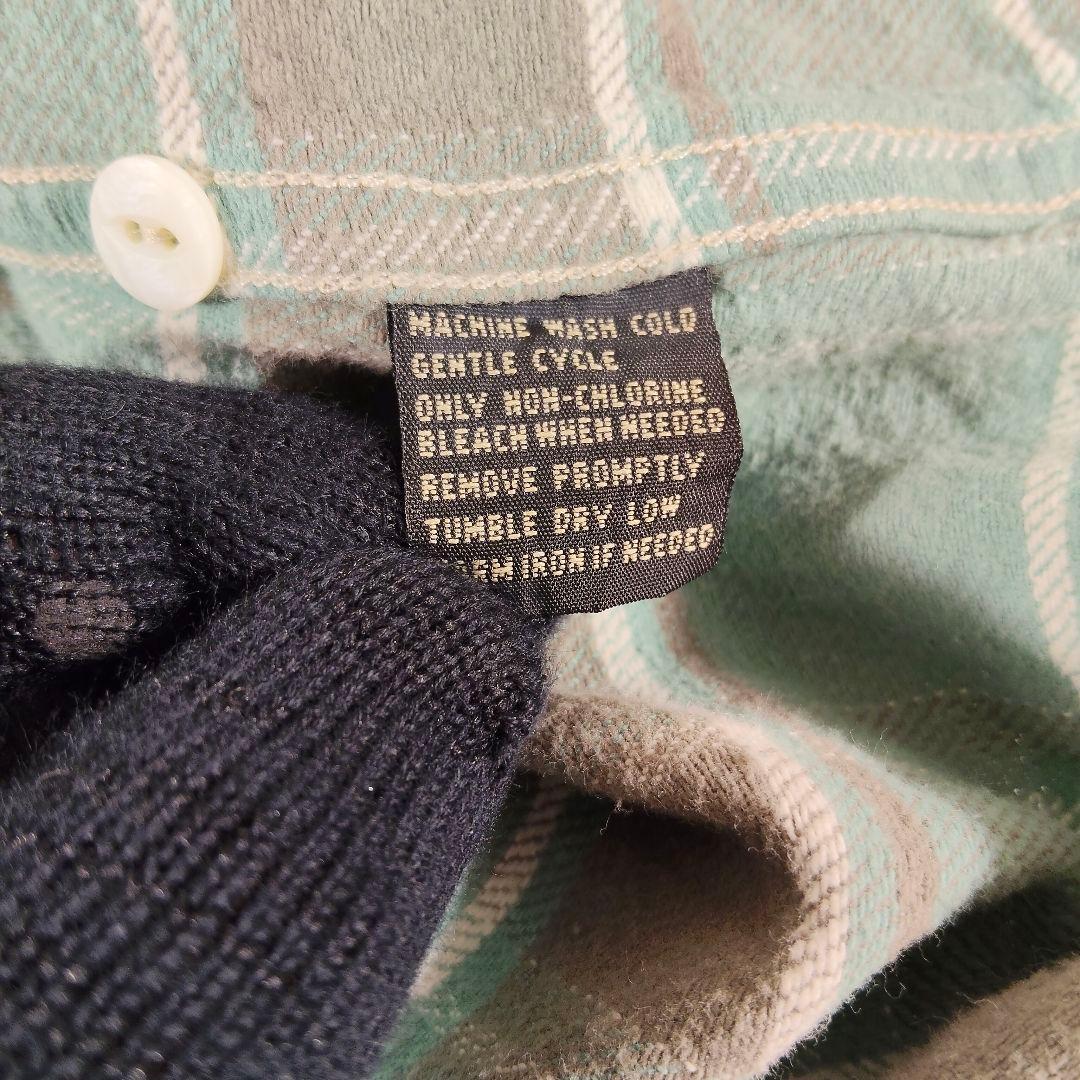 MACHINE WASH COLD
GENTLE CYCLE
ONLY NON-CHLORINE
BLEACH WHEN NEEDED
REMOVE PROMPTLY
TUMBLE DRY LOW
IRON IF NEEDED